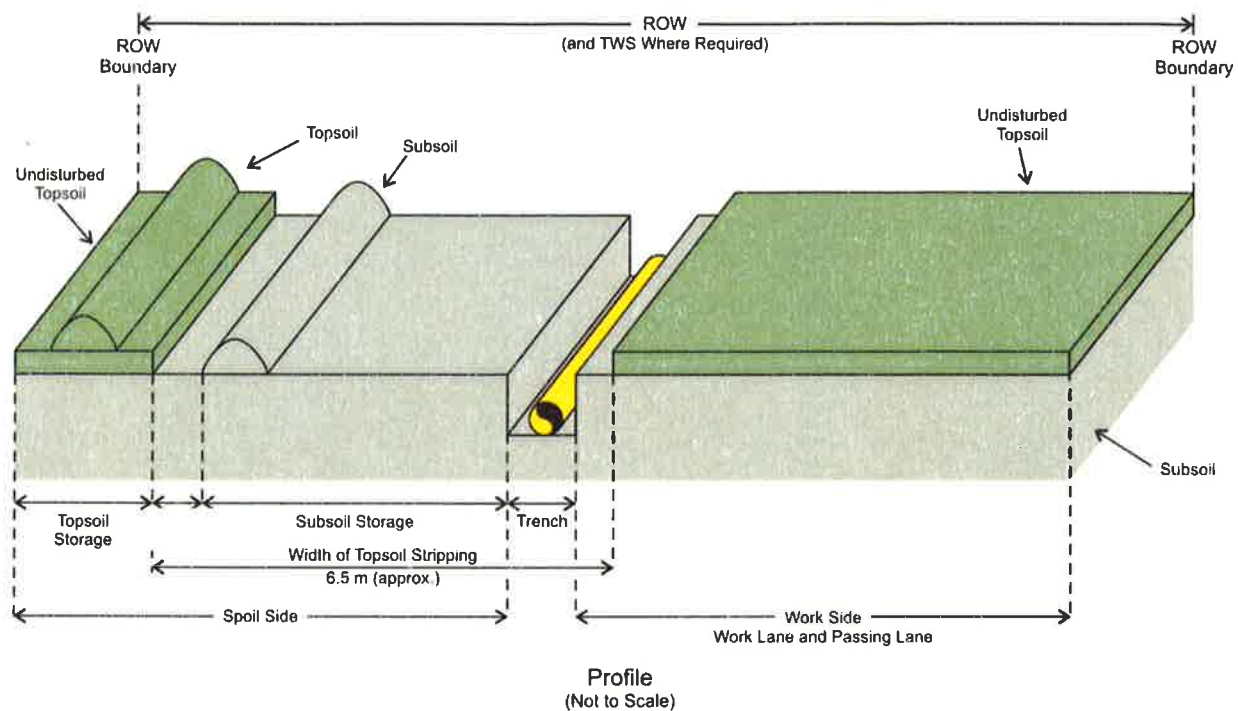 ROW
(and TWS Where Required)
ROW
Boundary
ROW
Boundary
Topsoil
Subsoil
Undisturbed
Topsoil
Undisturbed
Topsoil
Subsoil
Topsoil
Storage
Subsoil Storage
Trench
Width of Topsoil Stripping
6.5 m (approx.)
Spoil Side
Work Side
Work Lane and Passing Lane
Profile
(Not to Scale)